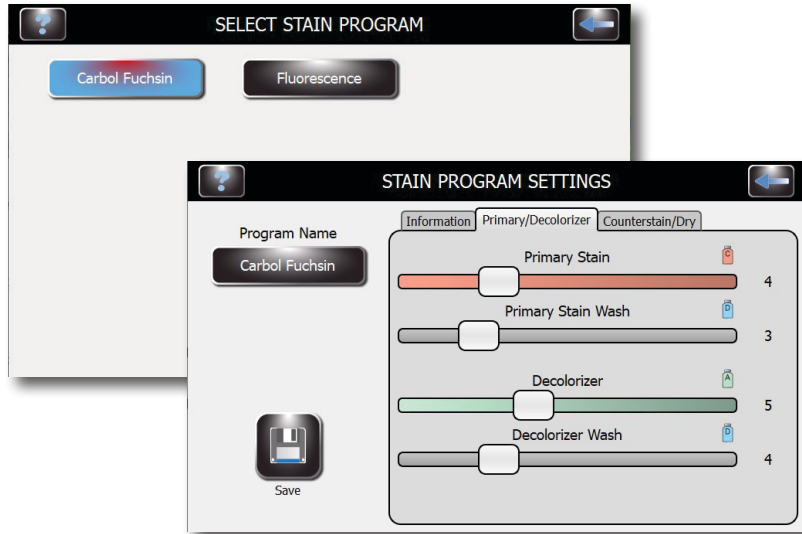 ?
SELECT STAIN PROGRAM
Carbol Fuchsin
Fluorescence
?
STAIN PROGRAM SETTINGS
Program Name
Carbol Fuchsin
Save
Information
Primary/Decolorizer
Counterstain/Dry
Primary Stain
C
4
Primary Stain Wash
D
3
Decolorizer
A
5
Decolorizer Wash
D
4